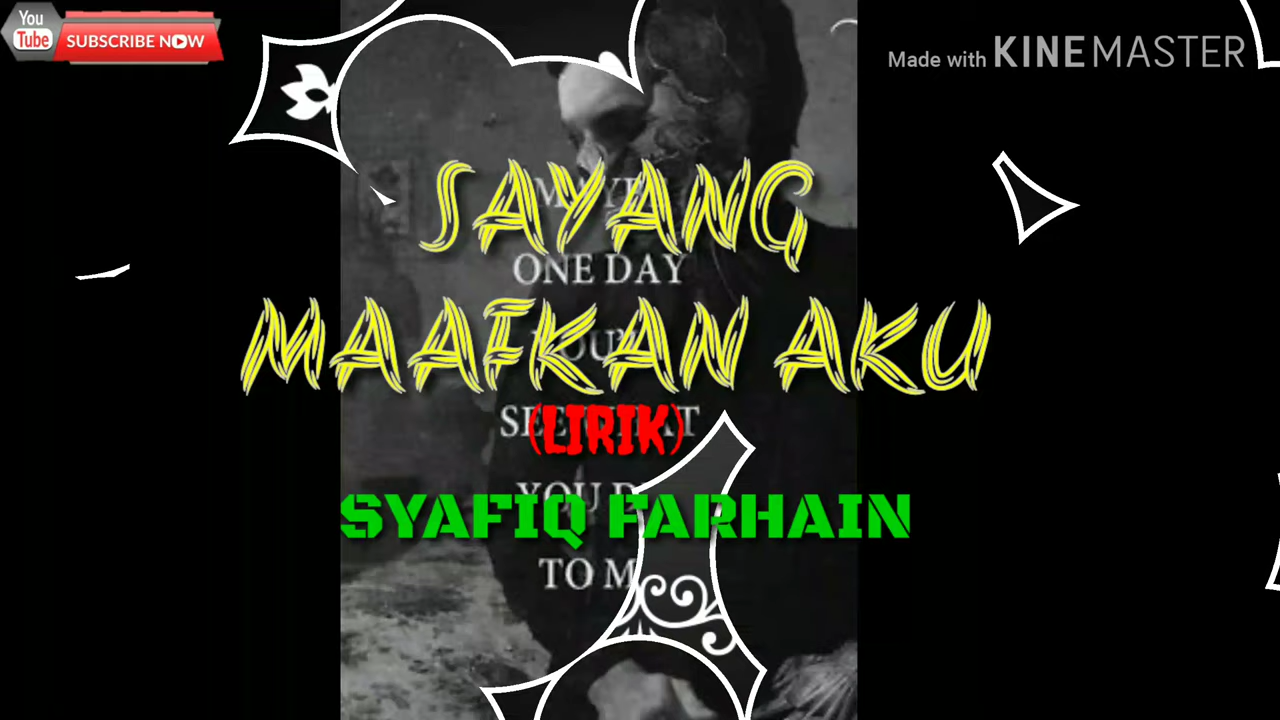 You
Tube
SUBSCRIBE NOW
Made with KINEMASTER
SAYANG
ONE DAY
MAAFKAN AKU
(LIRIK)
SYAFIQ FARHAIN
TO